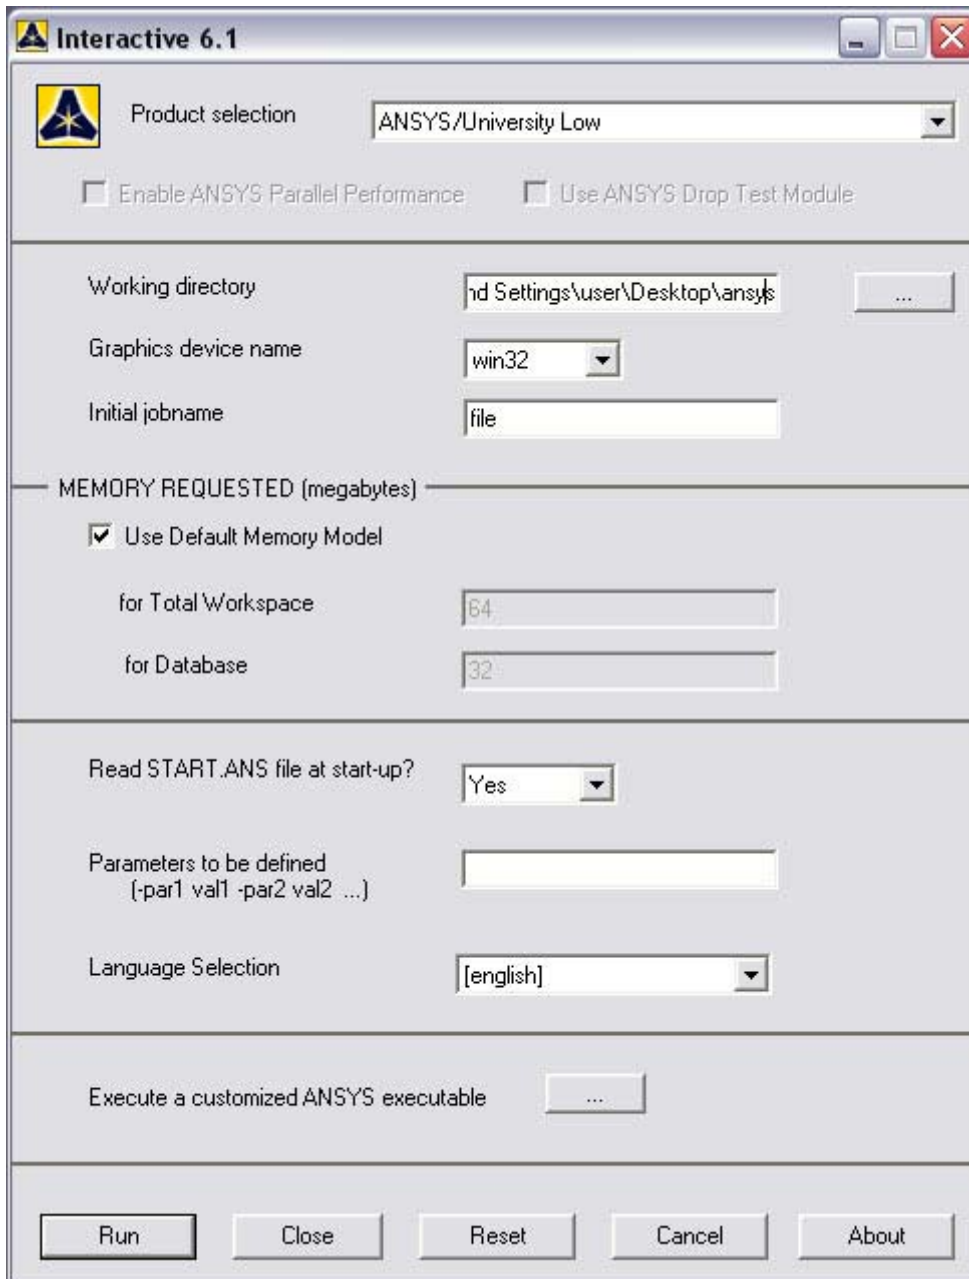 Interactive 6.1
Product selection
ANSYS/University Low
Enable ANSYS Parallel Performance
Use ANSYS Drop Test Module
Working directory
nd Settings\user\Desktop\ansys
...
Graphics device name
win32
Initial jobname
file
MEMORY REQUESTED (megabytes)
Use Default Memory Model
for Total Workspace
64
for Database
32
Read START.ANS file at start-up?
Yes
Parameters to be defined
(-par1 val1 -par2 val2 ...)
Language Selection
[english]
Execute a customized ANSYS executable
...
Run
Close
Reset
Cancel
About